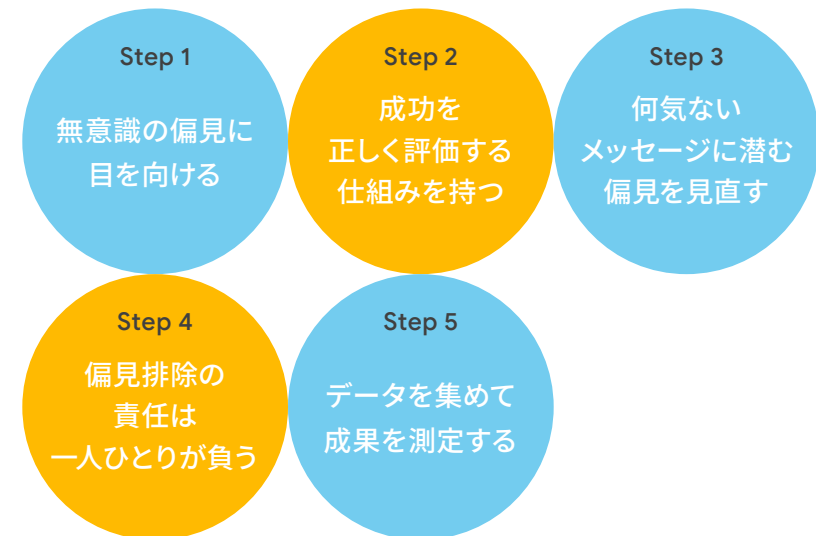 Step 1
無意識の偏見に
目を向ける
Step 2
成功を
正しく評価する
仕組みを持つ
Step 3
何気ない
メッセージに潜む
偏見を見直す
Step 4
偏見排除の
責任は
一人ひとりが負う
Step 5
データを集めて
成果を測定する